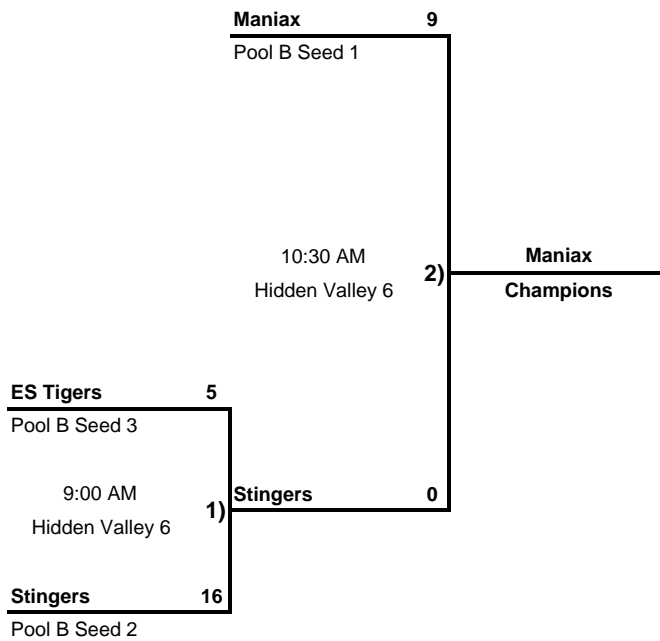 Maniax 9
Pool B Seed 1
10:30 AM
Hidden Valley 6
2)
Maniax
Champions
ES Tigers 5
Pool B Seed 3
9:00 AM
Hidden Valley 6
1)
Stingers 0
Stingers 16
Pool B Seed 2